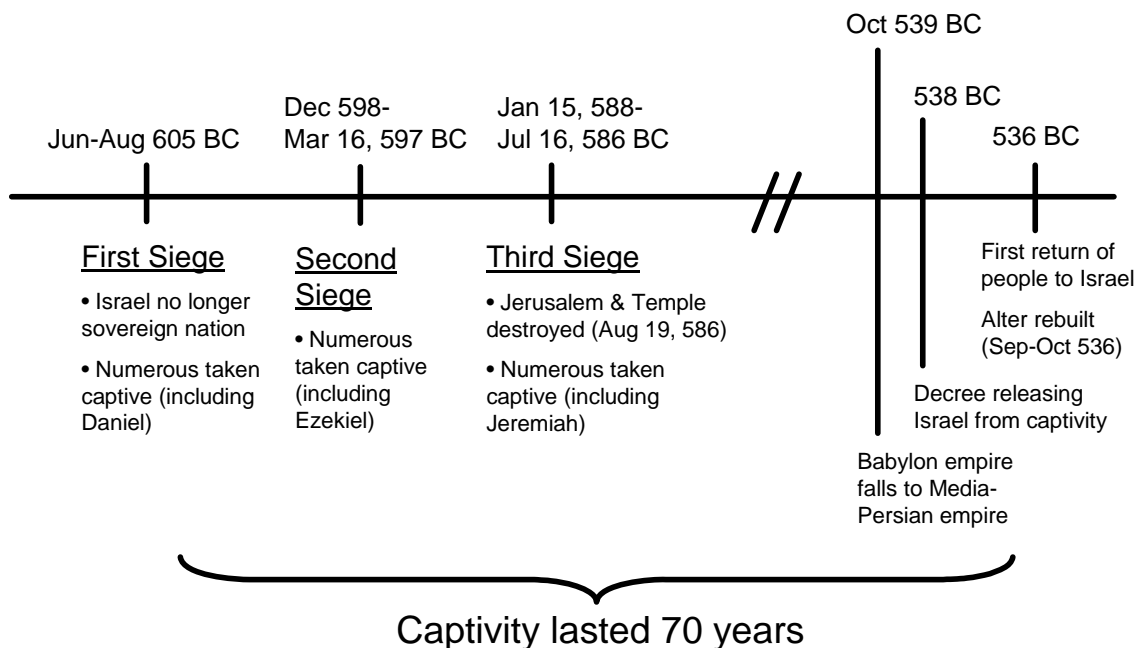 Oct 539 BC
538 BC
536 BC
Jun-Aug 605 BC
Dec 598-
Mar 16, 597 BC
Jan 15, 588-
Jul 16, 586 BC
First Siege
• Israel no longer
sovereign nation
• Numerous taken
captive (including
Daniel)
Second
Siege
• Numerous
taken captive
(including
Ezekiel)
Third Siege
• Jerusalem & Temple
destroyed (Aug 19, 586)
• Numerous taken
captive (including
Jeremiah)
Babylon empire
falls to Media-
Persian empire
Decree releasing
Israel from captivity
First return of
people to Israel
Alter rebuilt
(Sep-Oct 536)
Captivity lasted 70 years